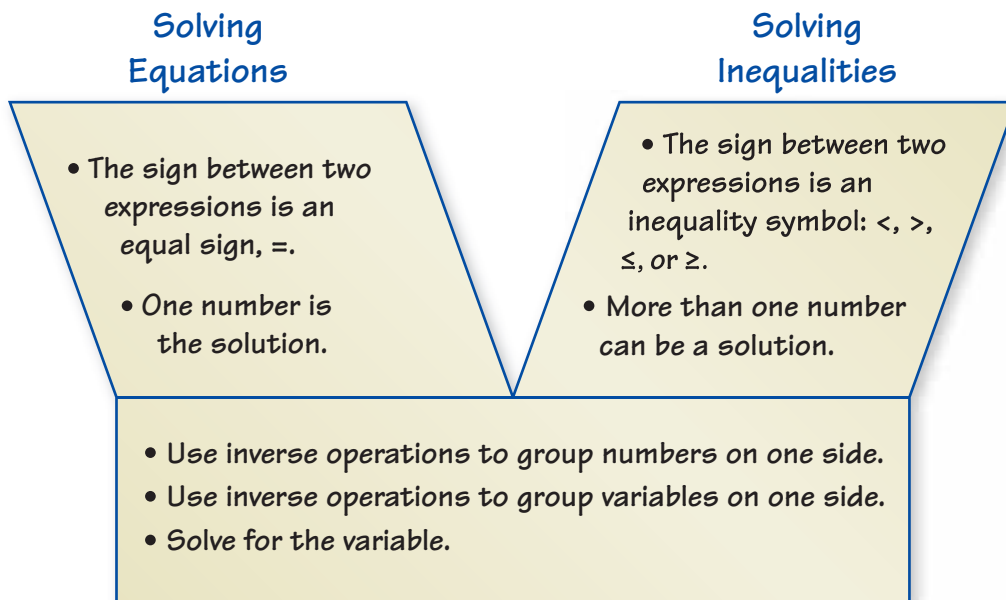 Solving
Equations
• The sign between two
expressions is an
equal sign, =.
• One number is
the solution.
Solving
Inequalities
• The sign between two
expressions is an
inequality symbol: <, >,
≤, or ≥.
• More than one number
can be a solution.
• Use inverse operations to group numbers on one side.
• Use inverse operations to group variables on one side.
• Solve for the variable.